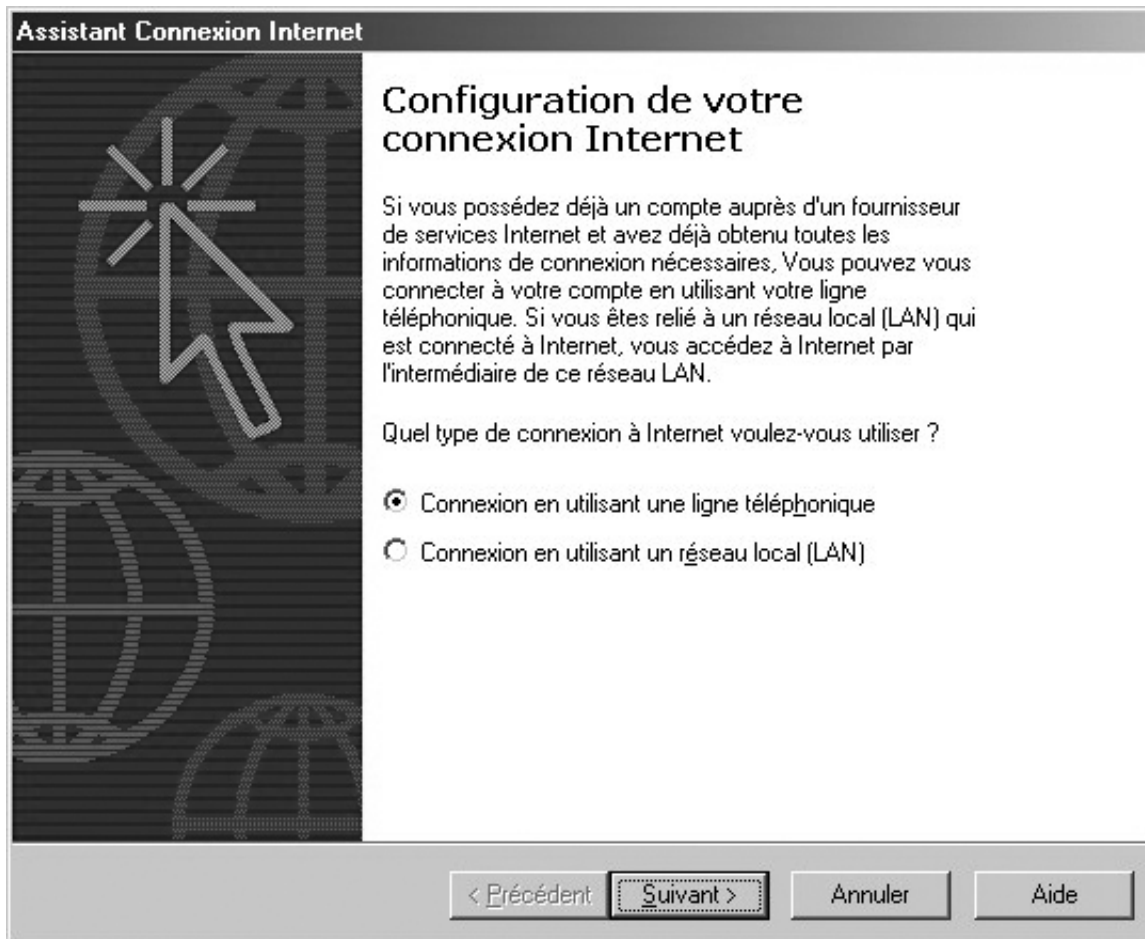 Assistant Connexion Internet
Configuration de votre
connexion Internet
Si vous possédez déjà un compte auprès d'un fournisseur
de services Internet et avez déjà obtenu toutes les
informations de connexion nécessaires, Vous pouvez vous
connecter à votre compte en utilisant votre ligne
téléphonique. Si vous êtes relié à un réseau local (LAN) qui
est connecté à Internet, vous accédez à Internet par
l'intermédiaire de ce réseau LAN.
Quel type de connexion à Internet voulez-vous utiliser ?
Connexion en utilisant une ligne téléphonique
Connexion en utilisant un réseau local (LAN)
< Précédent Suivant > Annuler Aide